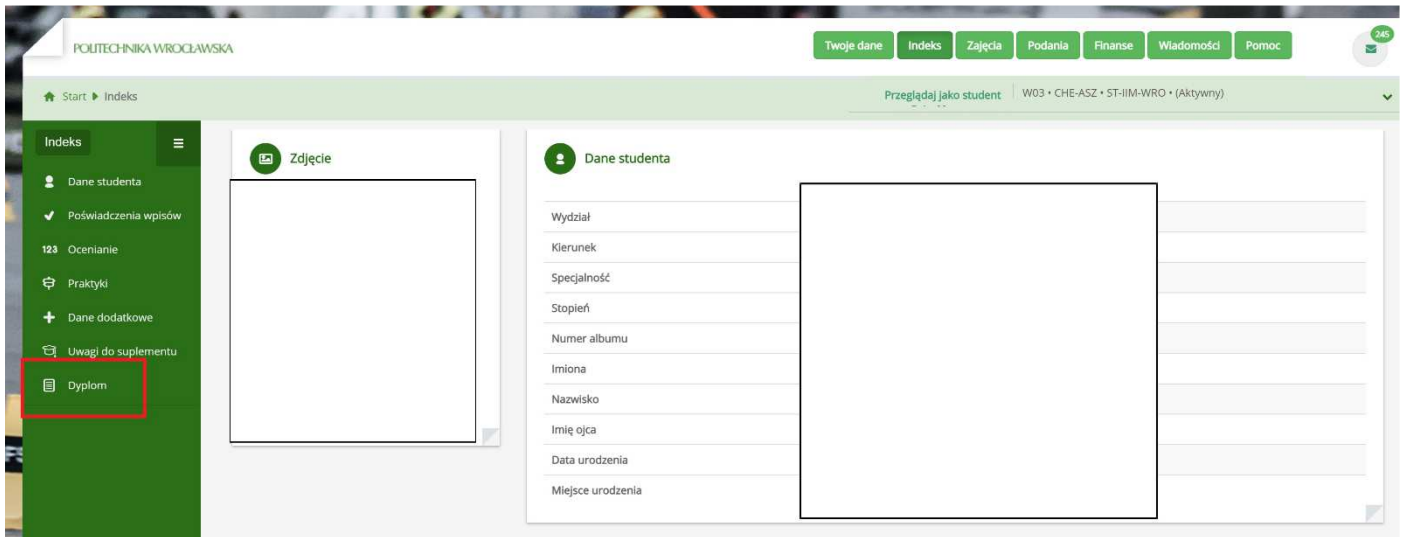 POLITECHNIKA WROCŁAWSKA
Twoje dane Indeks Zajęcia Podania Finanse Wiadomości Pomoc 245
Start Indeks
Przeglądaj jako student W03 • CHE-ASZ • ST-IIM-WRO • (Aktywny)
Indeks
Dane studenta
Poświadczenia wpisów
123 Ocenianie
Praktyki
Dane dodatkowe
Uwagi do suplementu
Dyplom
Zdjęcie
Dane studenta
Wydział
Kierunek
Specjalność
Stopień
Numer albumu
Imiona
Nazwisko
Imię ojca
Data urodzenia
Miejsce urodzenia